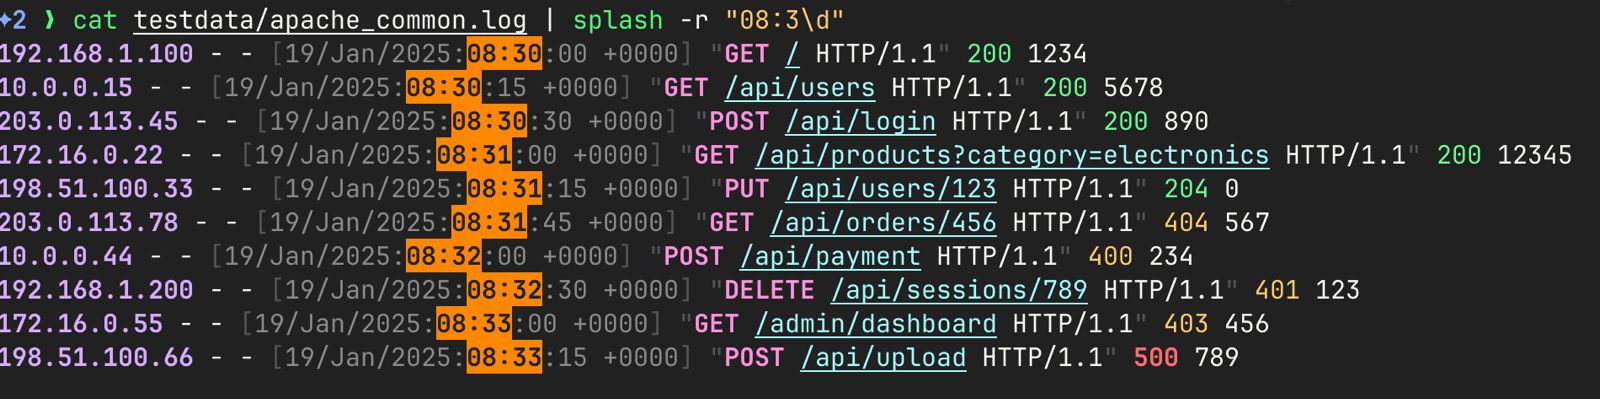 ✦2 ❯ cat testdata/apache_common.log | splash -r "08:3\d"
192.168.1.100 - - [19/Jan/2025:08:30:00 +0000] "GET / HTTP/1.1" 200 1234
10.0.0.15 - - [19/Jan/2025:08:30:15 +0000] "GET /api/users HTTP/1.1" 200 5678
203.0.113.45 - - [19/Jan/2025:08:30:30 +0000] "POST /api/login HTTP/1.1" 200 890
172.16.0.22 - - [19/Jan/2025:08:31:00 +0000] "GET /api/products?category=electronics HTTP/1.1" 200 12345
198.51.100.33 - - [19/Jan/2025:08:31:15 +0000] "PUT /api/users/123 HTTP/1.1" 204 0
203.0.113.78 - - [19/Jan/2025:08:31:45 +0000] "GET /api/orders/456 HTTP/1.1" 404 567
10.0.0.44 - - [19/Jan/2025:08:32:00 +0000] "POST /api/payment HTTP/1.1" 400 234
192.168.1.200 - - [19/Jan/2025:08:32:30 +0000] "DELETE /api/sessions/789 HTTP/1.1" 401 123
172.16.0.55 - - [19/Jan/2025:08:33:00 +0000] "GET /admin/dashboard HTTP/1.1" 403 456
198.51.100.66 - - [19/Jan/2025:08:33:15 +0000] "POST /api/upload HTTP/1.1" 500 789